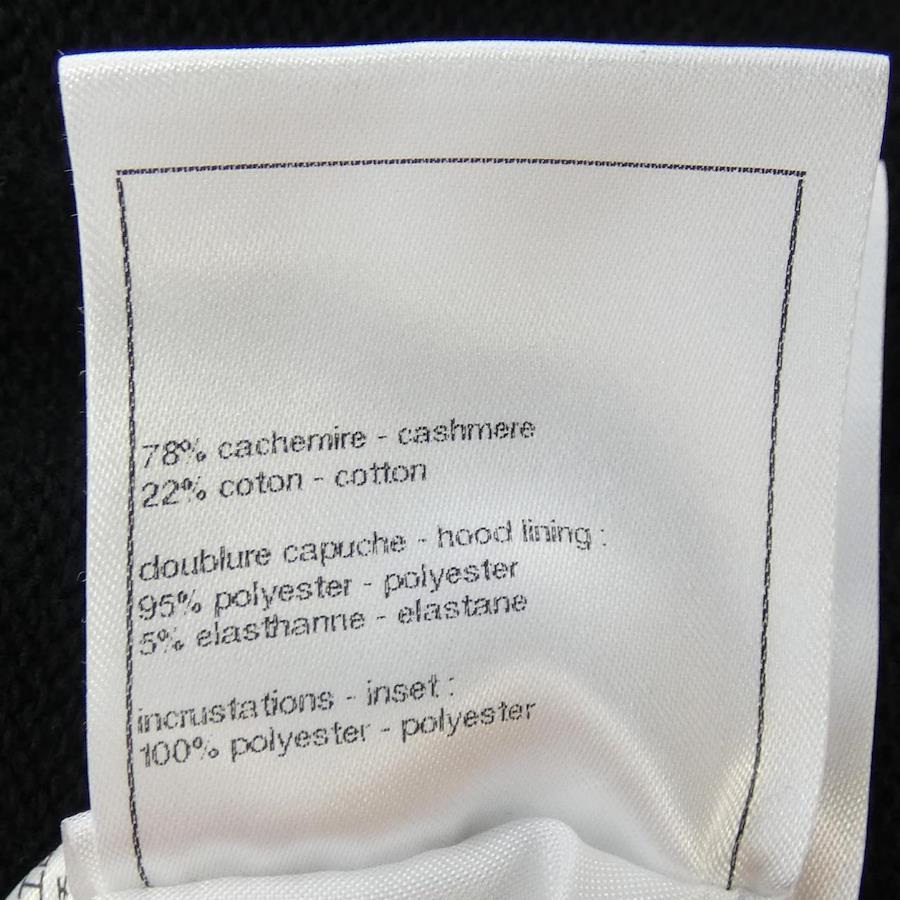 78% cachemire - cashmere
22% coton - cotton
doublure capuche - hood lining :
95% polyester - polyester
5% elasthanne - elastane
incrustations - inset :
100% polyester - polyester